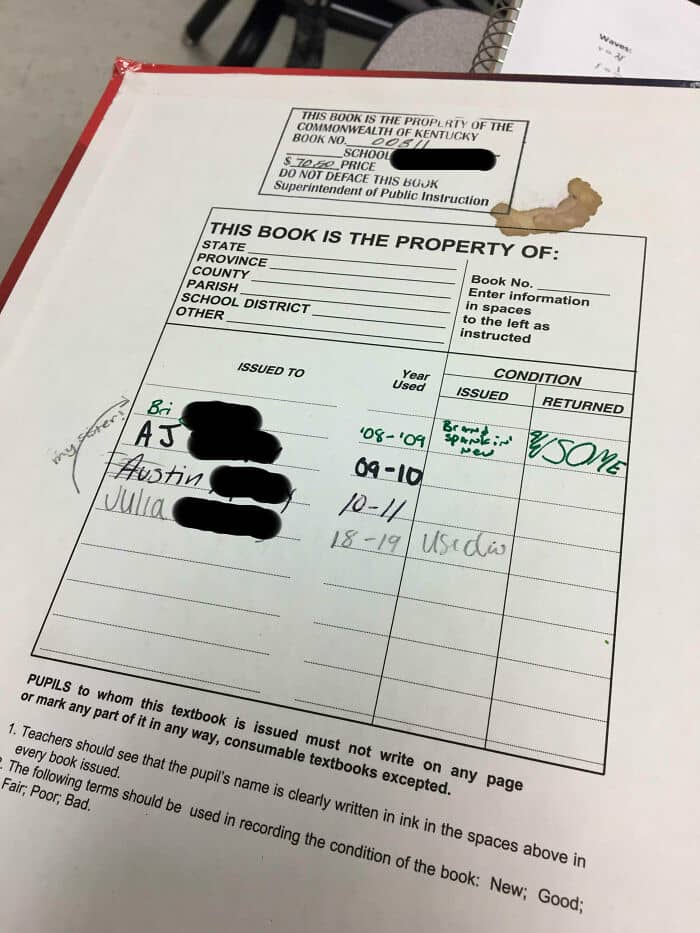 Waves:
THIS BOOK IS THE PROPERTY OF THE
COMMONWEALTH OF KENTUCKY
BOOK NO. 00811
SCHOOL
$ 70.50 PRICE
DO NOT DEFACE THIS BOOK
Superintendent of Public Instruction
THIS BOOK IS THE PROPERTY OF:
STATE
PROVINCE
COUNTY
PARISH
SCHOOL DISTRICT
OTHER
Book No.
Enter information
in spaces
to the left as
instructed
ISSUED TO
Year
Used
CONDITION
ISSUED RETURNED
my sister!
Bri '08-'09 Brand Spankin' New SOME
AJ 09-10
Austin 10-11
Julia 18-19 Used
PUPILS to whom this textbook is issued must not write on any page
or mark any part of it in any way, consumable textbooks excepted.
1. Teachers should see that the pupil's name is clearly written in ink in the spaces above in
every book issued.
2. The following terms should be used in recording the condition of the book: New; Good;
Fair; Poor; Bad.